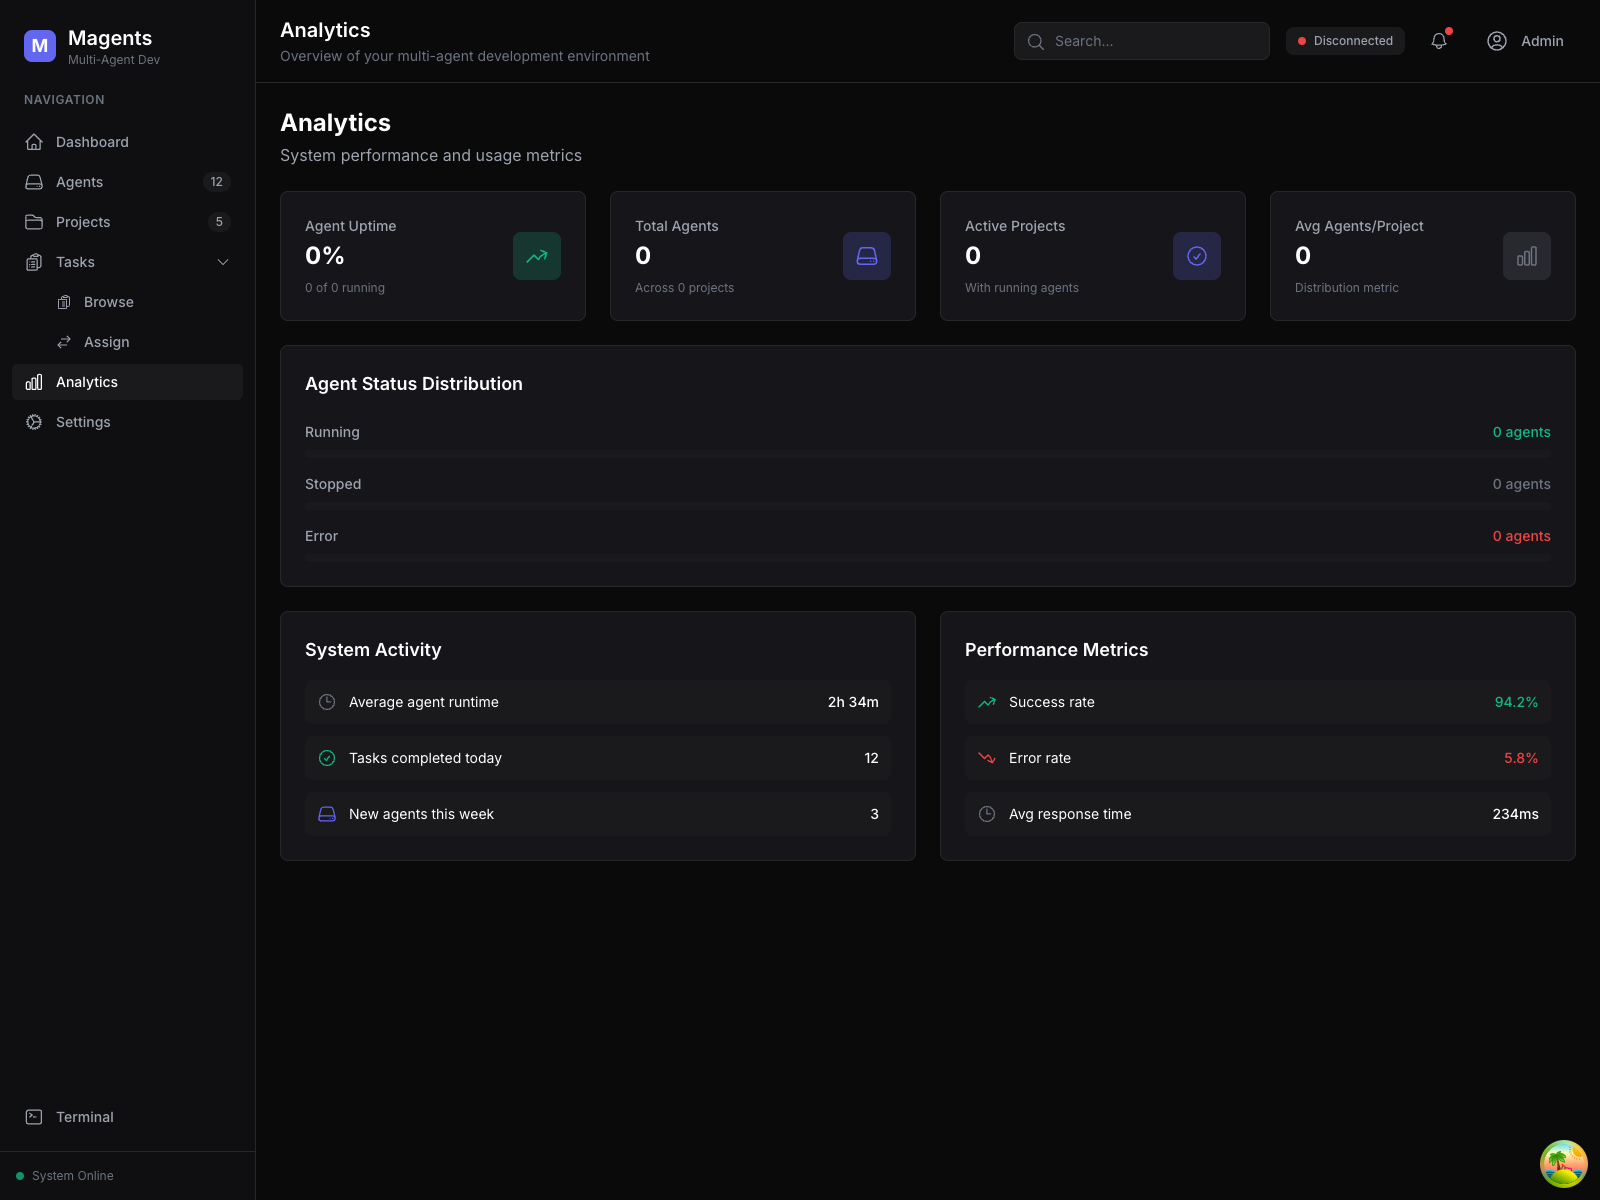 M
Magents
Multi-Agent Dev
NAVIGATION
Dashboard
Agents 12
Projects 5
Tasks
Browse
Assign
Analytics
Settings
Terminal
System Online
Analytics
Overview of your multi-agent development environment
Search...
Disconnected
Admin
Analytics
System performance and usage metrics
Agent Uptime
0%
0 of 0 running
Total Agents
0
Across 0 projects
Active Projects
0
With running agents
Avg Agents/Project
0
Distribution metric
Agent Status Distribution
Running 0 agents
Stopped 0 agents
Error 0 agents
System Activity
Average agent runtime 2h 34m
Tasks completed today 12
New agents this week 3
Performance Metrics
Success rate 94.2%
Error rate 5.8%
Avg response time 234ms